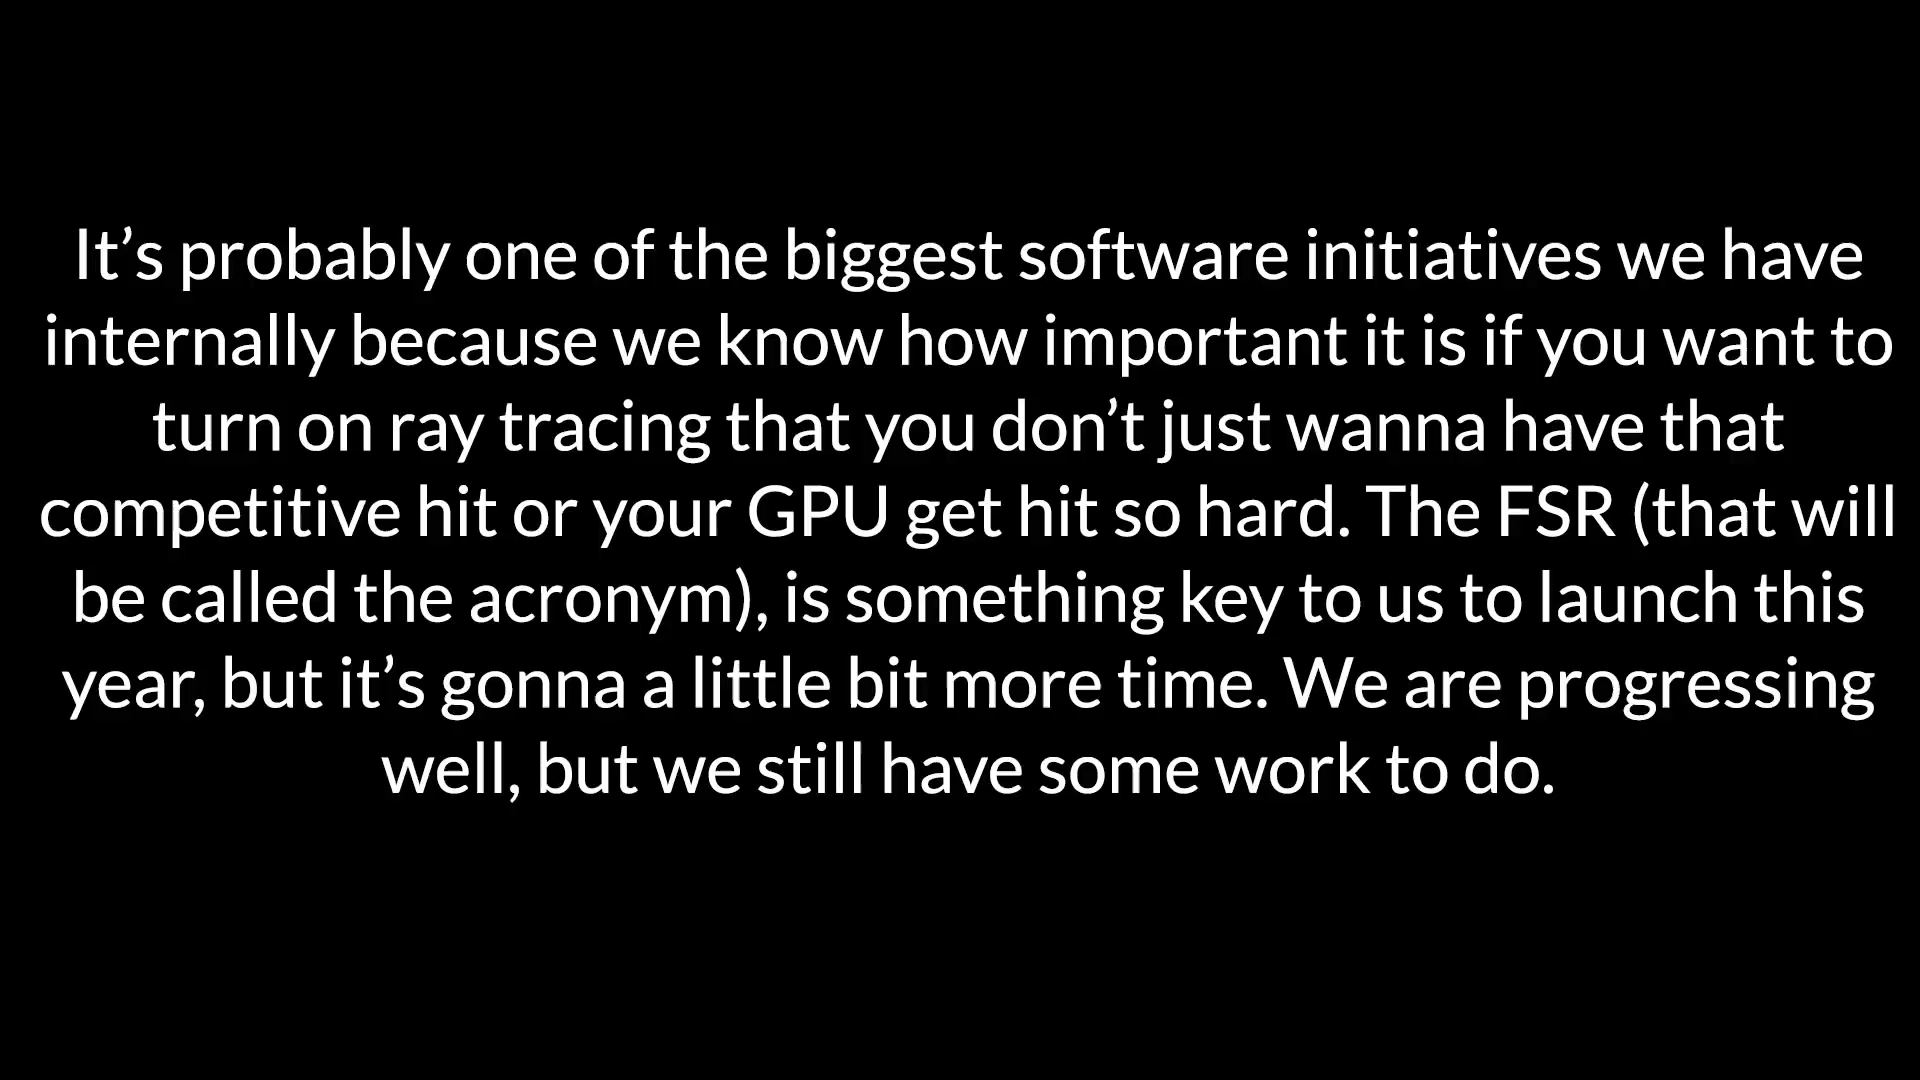 It’s probably one of the biggest software initiatives we have
internally because we know how important it is if you want to
turn on ray tracing that you don’t just wanna have that
competitive hit or your GPU get hit so hard. The FSR (that will
be called the acronym), is something key to us to launch this
year, but it’s gonna a little bit more time. We are progressing
well, but we still have some work to do.